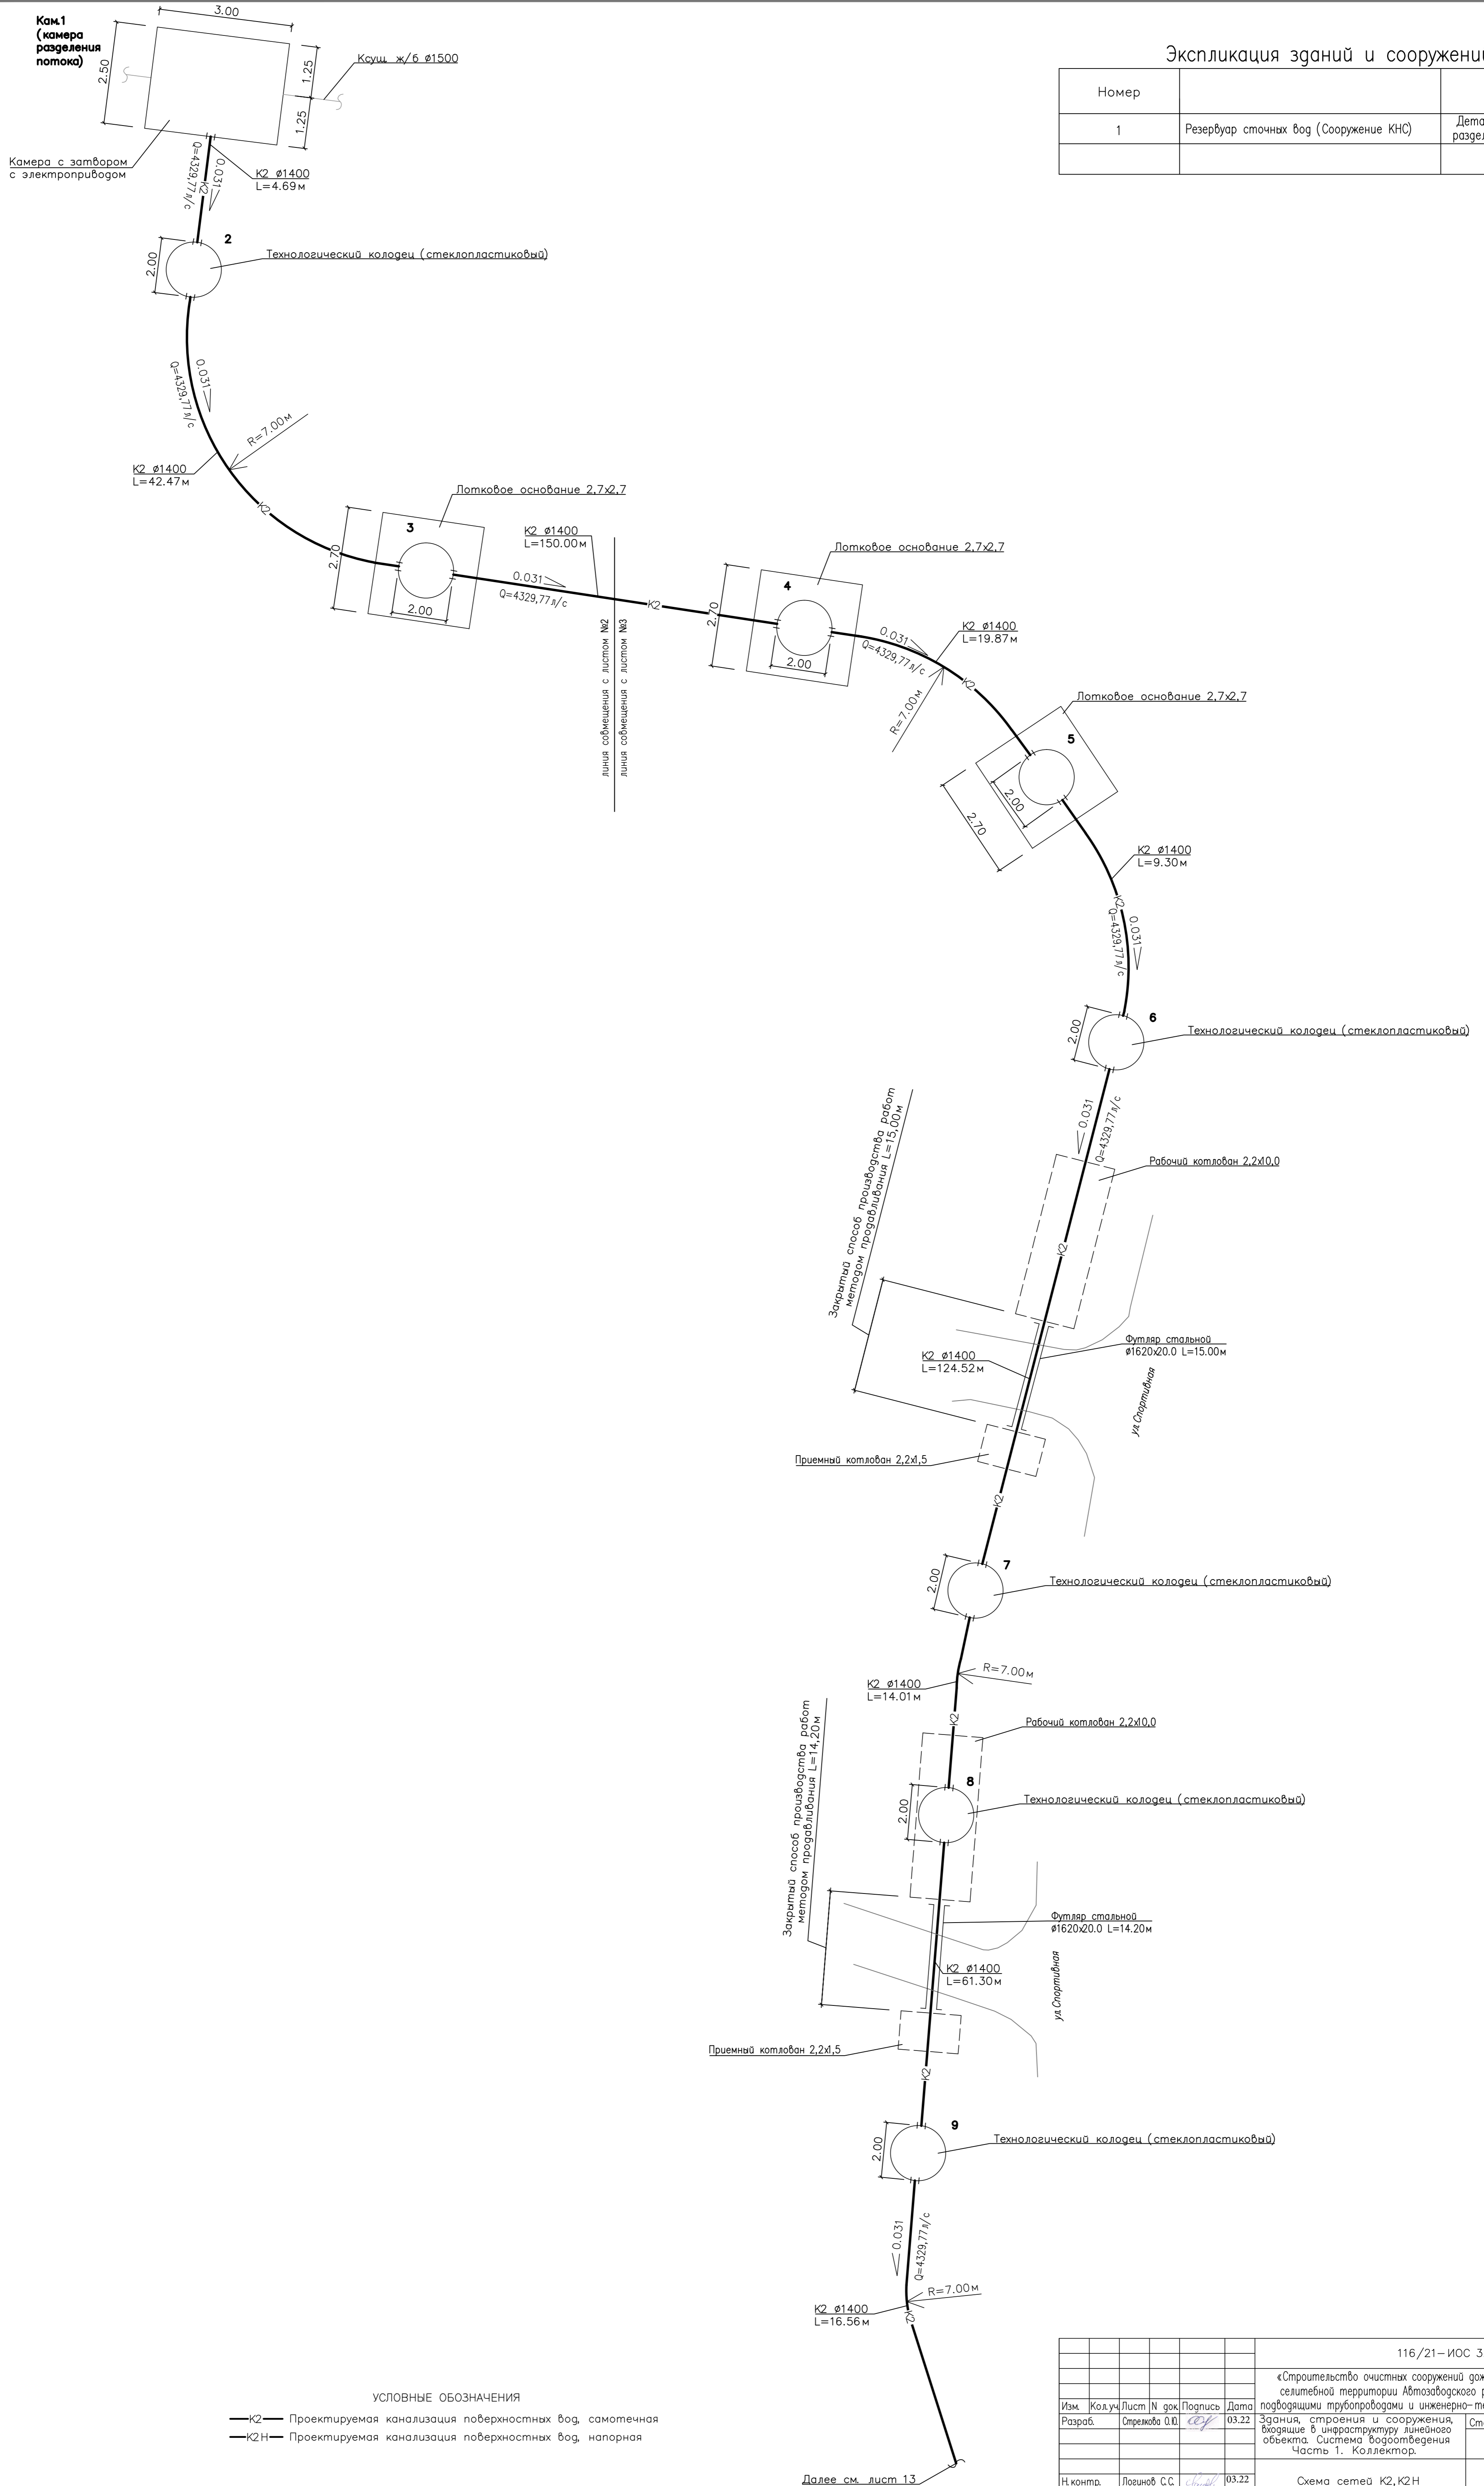 Кам.1
(камера
разделения
потока)
3.00
2.50
1.25
1.25
Ксущ. ж/б ø1500
Камера с затвором
с электроприводом
Q=4329,77л/с
К2
0.031
К2 ø1400
L=4.69м
Экспликация зданий и сооружений
Номер
1
Резервуар сточных вод (Сооружение КНС)
2
2.00
Технологический колодец (стеклопластиковый)
0.031
Q=4329,77л/с
R=7.00м
К2 ø1400
L=42.47м
К2
3
Лотковое основание 2,7х2,7
2.70
2.00
К2 ø1400
L=150.00м
0.031
Q=4329,77л/с
К2
линия совмещения с листом №2
линия совмещения с листом №3
4
Лотковое основание 2,7х2,7
2.70
2.00
0.031
Q=4329,77л/с
К2 ø1400
L=19.87м
К2
R=7.00м
5
Лотковое основание 2,7х2,7
2.00
2.70
К2 ø1400
L=9.30м
К2
Q=4329,77л/с
0.031
6
2.00
Технологический колодец (стеклопластиковый)
0.031
Q=4329,77л/с
Рабочий котлован 2,2х10,0
К2
Закрытый способ производства работ
методом продавливания L=15,00м
Футляр стальной
ø1620х20.0 L=15.00м
К2 ø1400
L=124.52м
ул.Спортивная
Приемный котлован 2,2х1,5
К2
7
2.00
Технологический колодец (стеклопластиковый)
R=7.00м
К2 ø1400
L=14.01м
К2
Рабочий котлован 2,2х10,0
8
2.00
Технологический колодец (стеклопластиковый)
Закрытый способ производства работ
методом продавливания L=14,20м
Футляр стальной
ø1620х20.0 L=14.20м
К2 ø1400
L=61.30м
ул.Спортивная
Приемный котлован 2,2х1,5
К2
9
2.00
Технологический колодец (стеклопластиковый)
0.031
Q=4329,77л/с
R=7.00м
К2 ø1400
L=16.56м
К2
Далее см. лист 13
УСЛОВНЫЕ ОБОЗНАЧЕНИЯ
К2 Проектируемая канализация поверхностных вод, самотечная
К2Н Проектируемая канализация поверхностных вод, напорная
116/21-ИОС 3
«Строительство очистных сооружений
селитебной территории Автозаводского
подводящими трубопроводами и
Изм. Кол.уч Лист N док. Подпись Дата
Разраб. Стрелкова О.Ю. 03.22
Здания, строения и сооружения,
входящие в инфраструктуру линейного
объекта. Система водоотведения
Часть 1. Коллектор.
Н.контр. Логинов С.С. 03.22
Схема сетей К2,К2Н